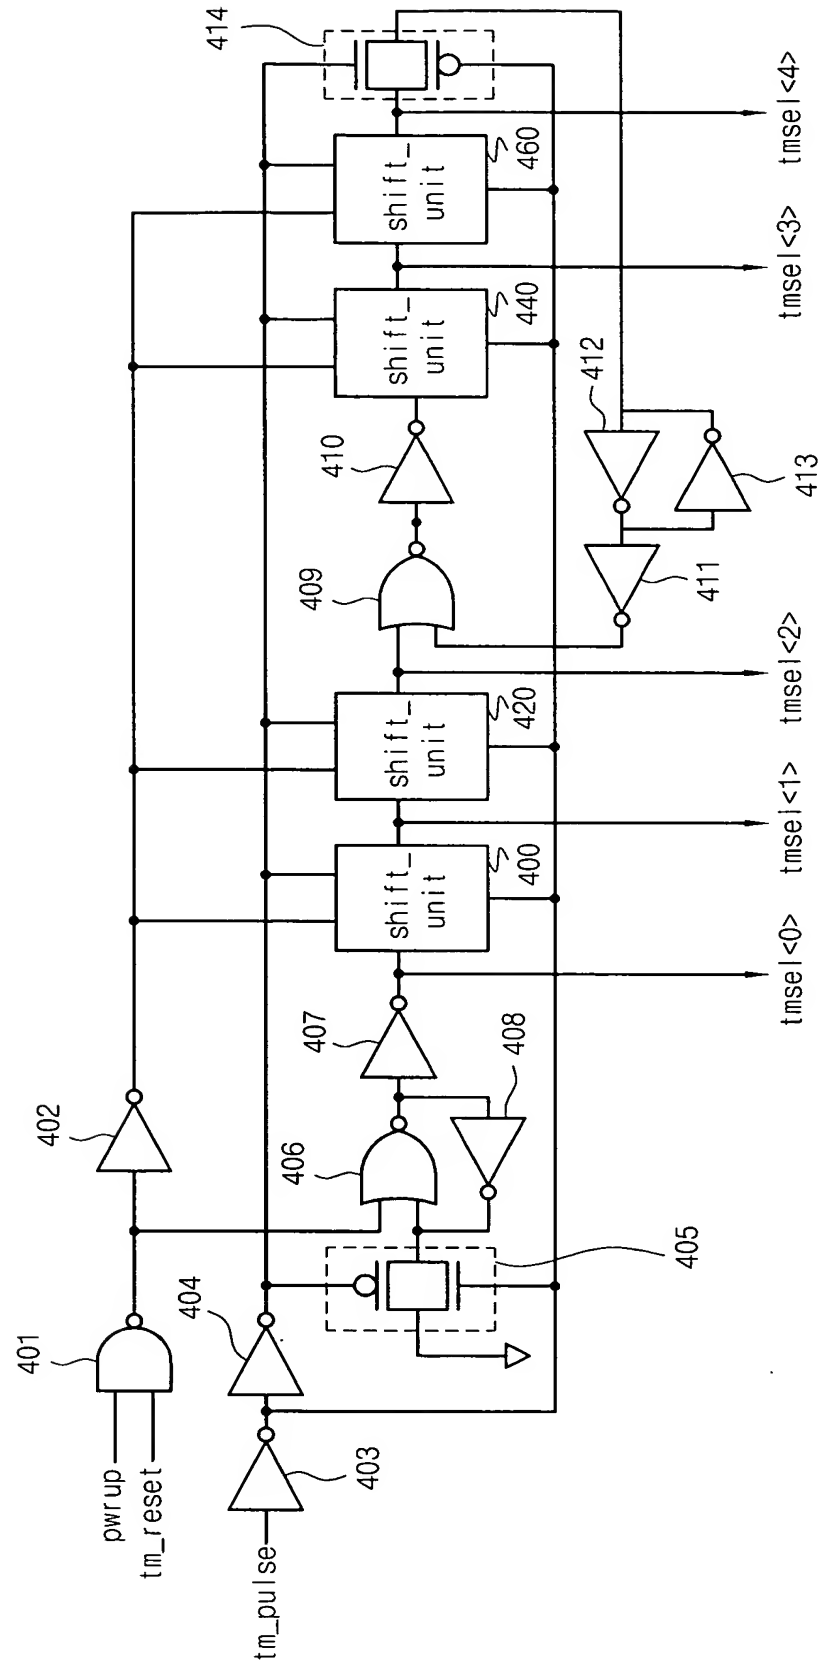 pwrup
tm_reset
tm_pulse
401
402
403
404
405
406
407
408
tmsel<0>
shift_
unit
400
tmsel<1>
shift_
unit
420
tmsel<2>
409
410
411
412
413
shift_
unit
440
tmsel<3>
shift_
unit
460
tmsel<4>
414